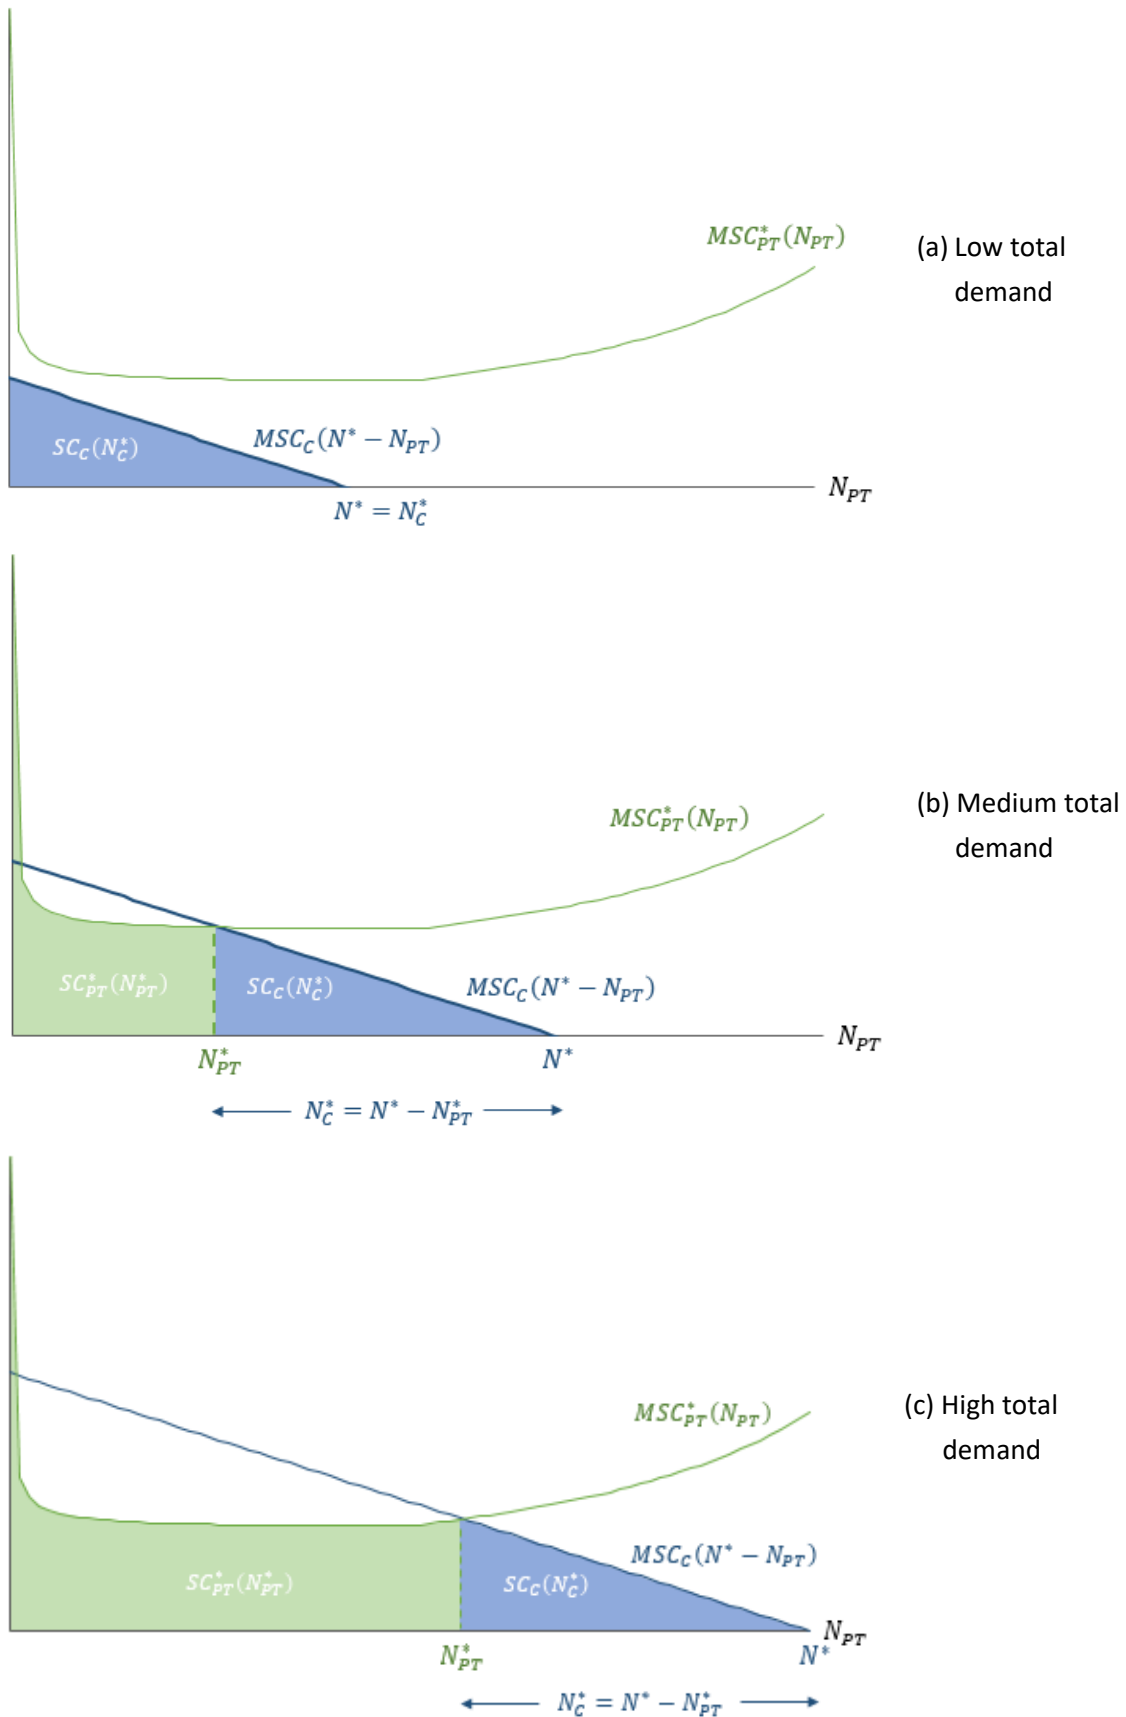 MSC*PT(NPT)
(a) Low total
demand
SCC(N*C)
MSCC(N* − NPT)
NPT
N* = N*C
MSC*PT(NPT)
(b) Medium total
demand
SC*PT(N*PT)
SCC(N*C)
MSCC(N* − NPT)
NPT
N*PT
N*
N*C = N* − N*PT
MSC*PT(NPT)
(c) High total
demand
MSCC(N* − NPT)
SC*PT(N*PT)
SCC(N*C)
NPT
N*PT
N*
N*C = N* − N*PT